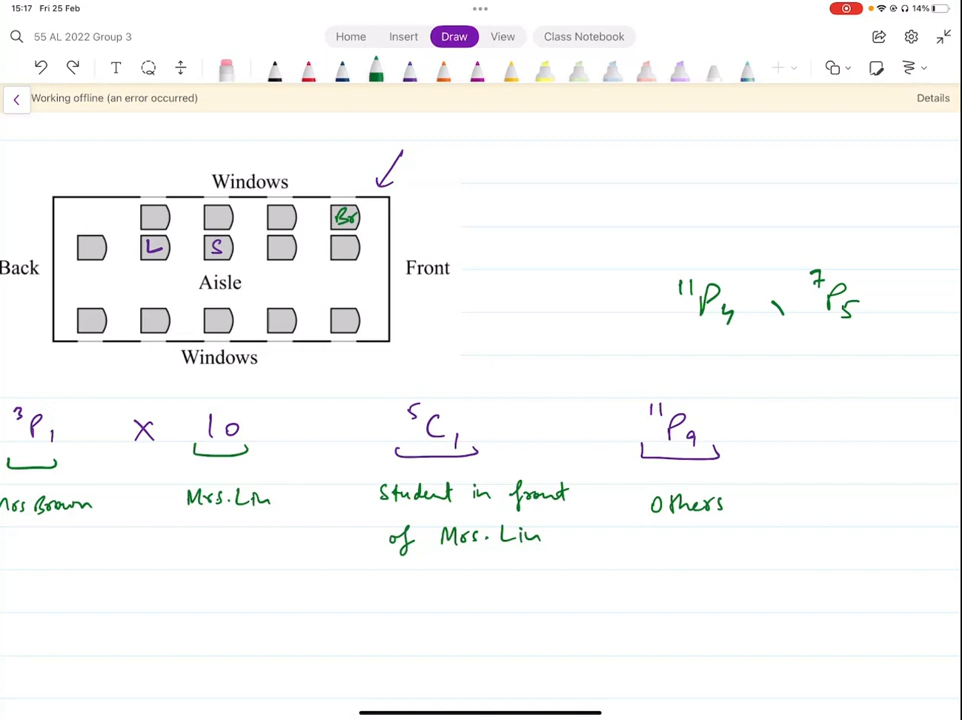 15:17 Fri 25 Feb 14%
55 AL 2022 Group 3 Home Insert Draw View Class Notebook
Working offline (an error occurred) Details
Windows
Br
L S
Back Aisle Front
Windows
¹¹P₄ , ⁷P₅
³P₁ × 10 ⁵C₁ ¹¹P₉
Mrs Brown Mrs. Lin Student in front Others
of Mrs. Lin